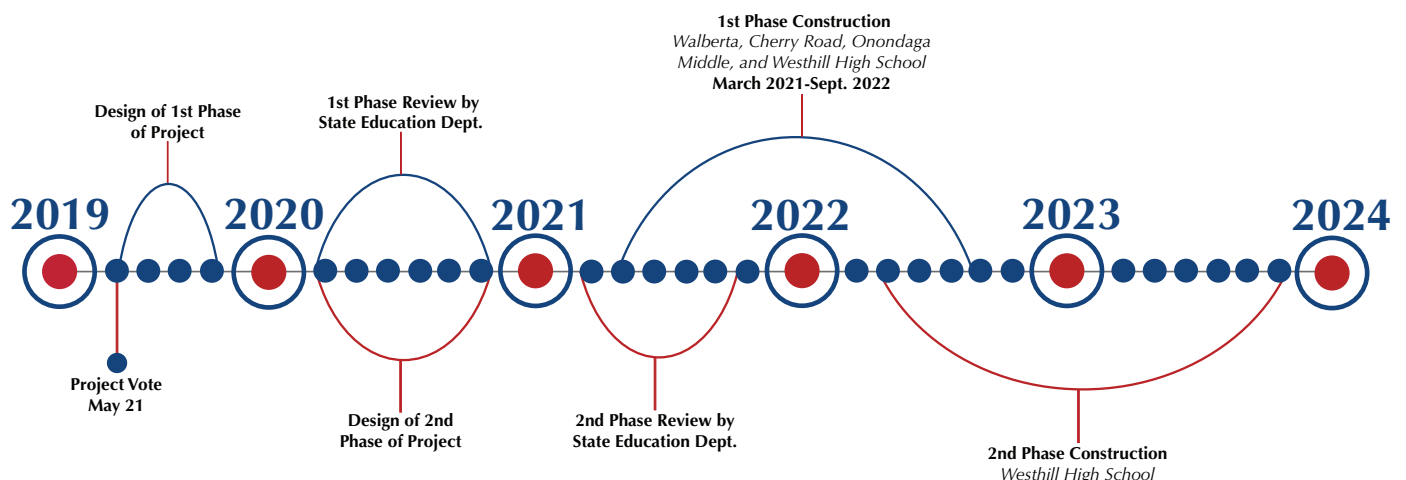 1st Phase Construction
Walberta, Cherry Road, Onondaga
Middle, and Westhill High School
March 2021-Sept. 2022
Design of 1st Phase
of Project
1st Phase Review by
State Education Dept.
2019
2020
2021
2022
2023
2024
Project Vote
May 21
Design of 2nd
Phase of Project
2nd Phase Review by
State Education Dept.
2nd Phase Construction
Westhill High School